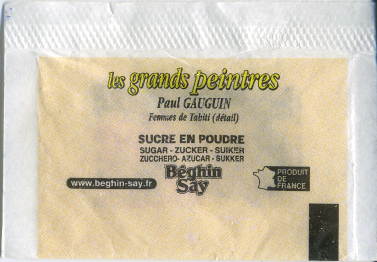 les grands peintres
Paul GAUGUIN
Femmes de Tahiti (détail)
SUCRE EN POUDRE
SUGAR - ZUCKER - SUIKER
ZUCCHERO - AZUCAR - SUKKER
Béghin
Say
www.beghin-say.fr
PRODUIT
DE
FRANCE